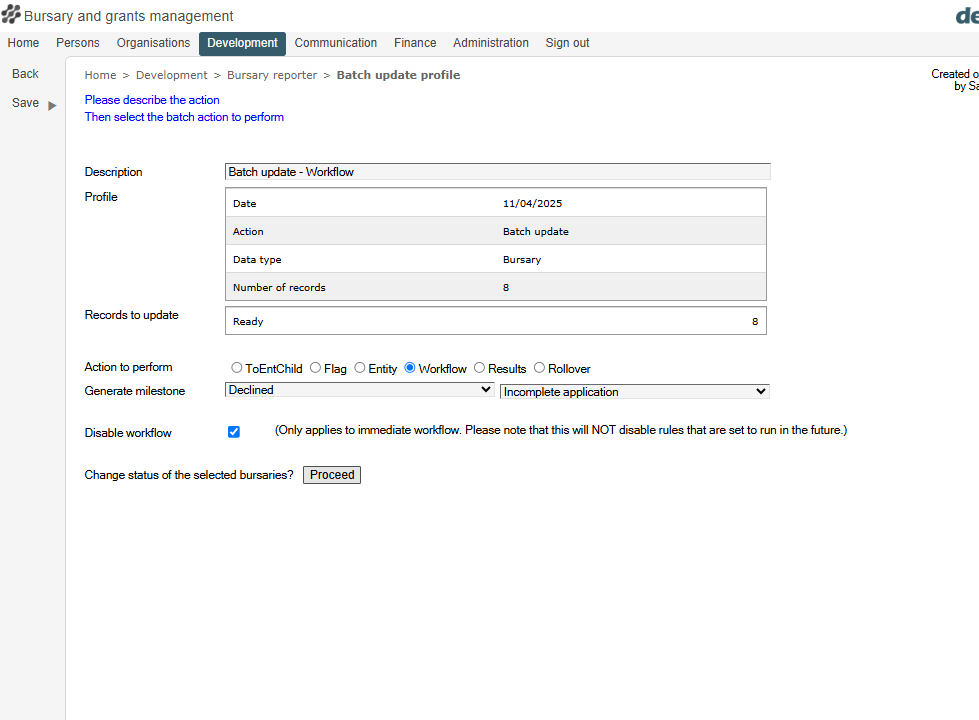 Bursary and grants management
Home Persons Organisations Development Communication Finance Administration Sign out
Back
Save
Home > Development > Bursary reporter > Batch update profile
Created o
by Sa
Please describe the action
Then select the batch action to perform
Description Batch update - Workflow
Profile
Date 11/04/2025
Action Batch update
Data type Bursary
Number of records 8
Records to update
Ready 8
Action to perform ToEntChild Flag Entity Workflow Results Rollover
Generate milestone Declined Incomplete application
Disable workflow (Only applies to immediate workflow. Please note that this will NOT disable rules that are set to run in the future.)
Change status of the selected bursaries? Proceed